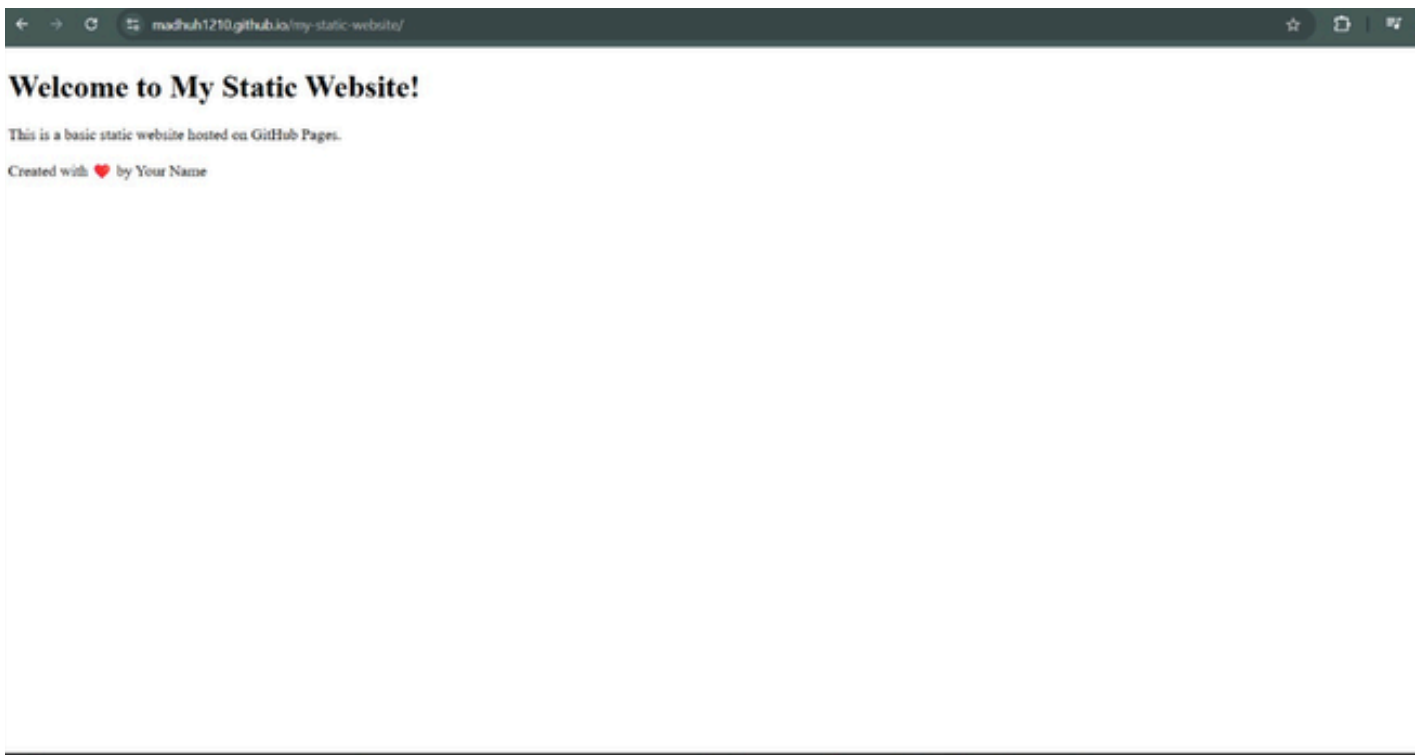 madhuh1210.github.io/my-static-website/
Welcome to My Static Website!
This is a basic static website hosted on GitHub Pages.
Created with ❤️ by Your Name